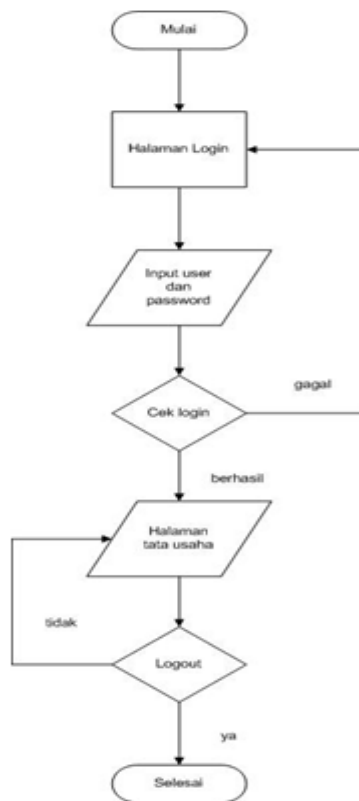 Mulai
Halaman Login
Input user
dan
password
Cek login
gagal
berhasil
Halaman
tata usaha
tidak
Logout
ya
Selesai